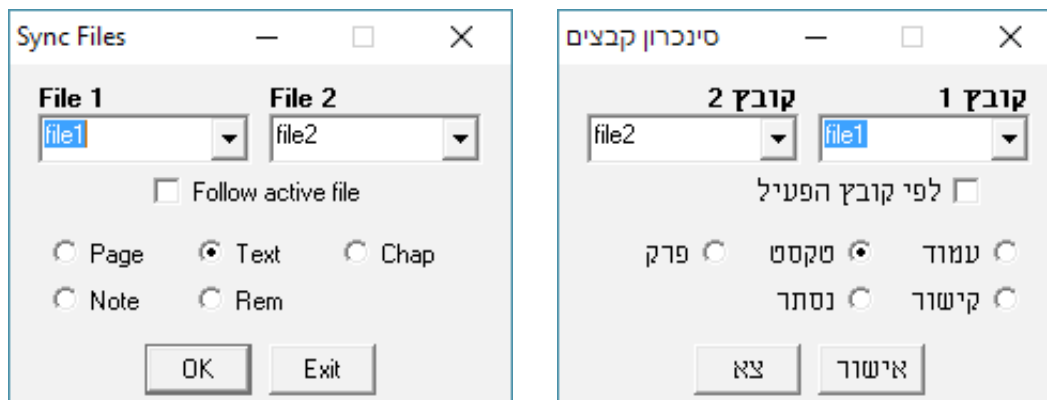 Sync Files
File 1 File 2
file1 file2
Follow active file
Page Text Chap
Note Rem
OK Exit
סינכרון קבצים
קובץ 1 קובץ 2
file1 file2
לפי קובץ הפעיל
עמוד טקסט פרק
קישור נסתר
אישור צא